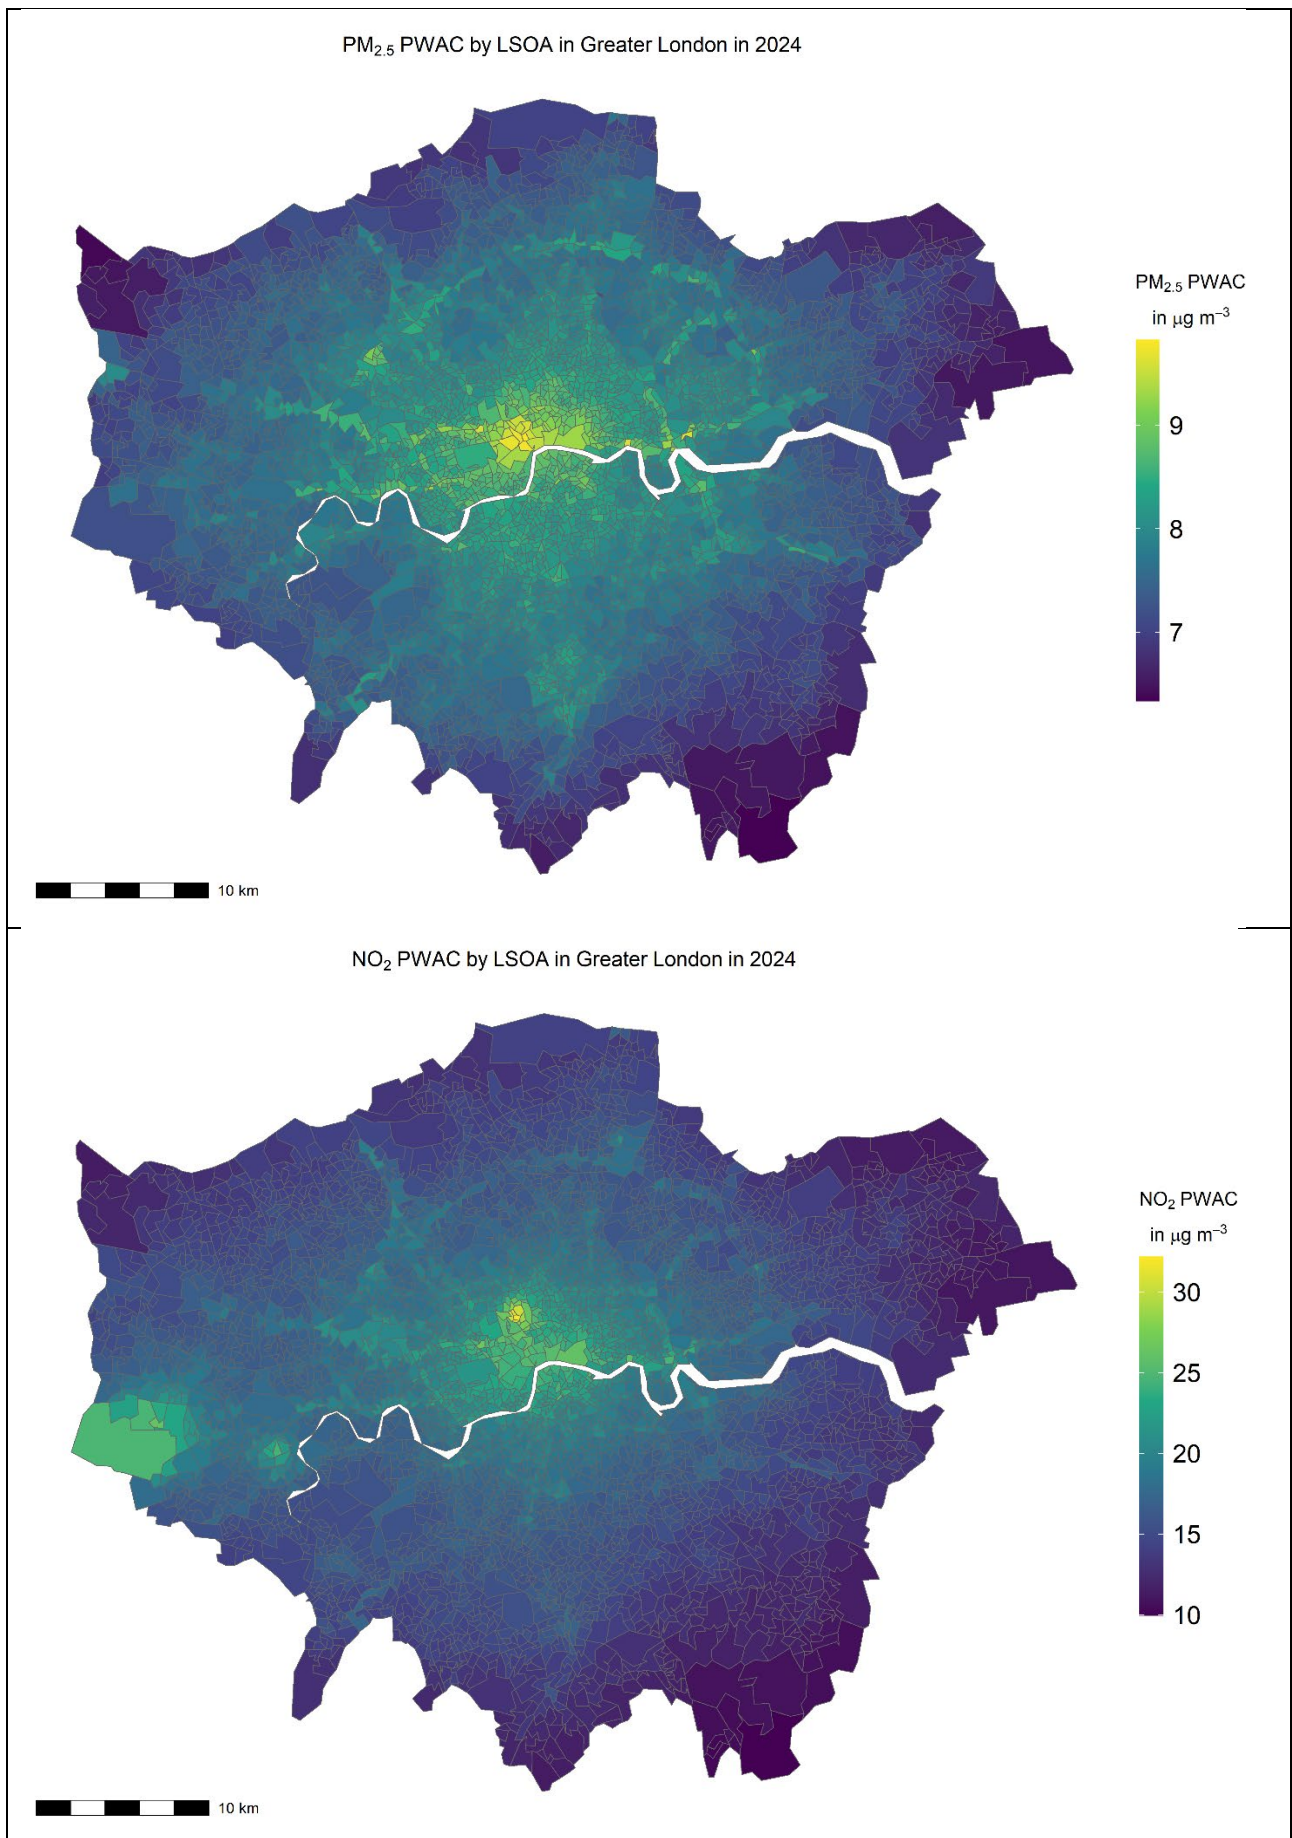 PM₂.₅ PWAC by LSOA in Greater London in 2024
PM₂.₅ PWAC
in μg m⁻³
9
8
7
10 km
NO₂ PWAC by LSOA in Greater London in 2024
NO₂ PWAC
in μg m⁻³
30
25
20
15
10
10 km